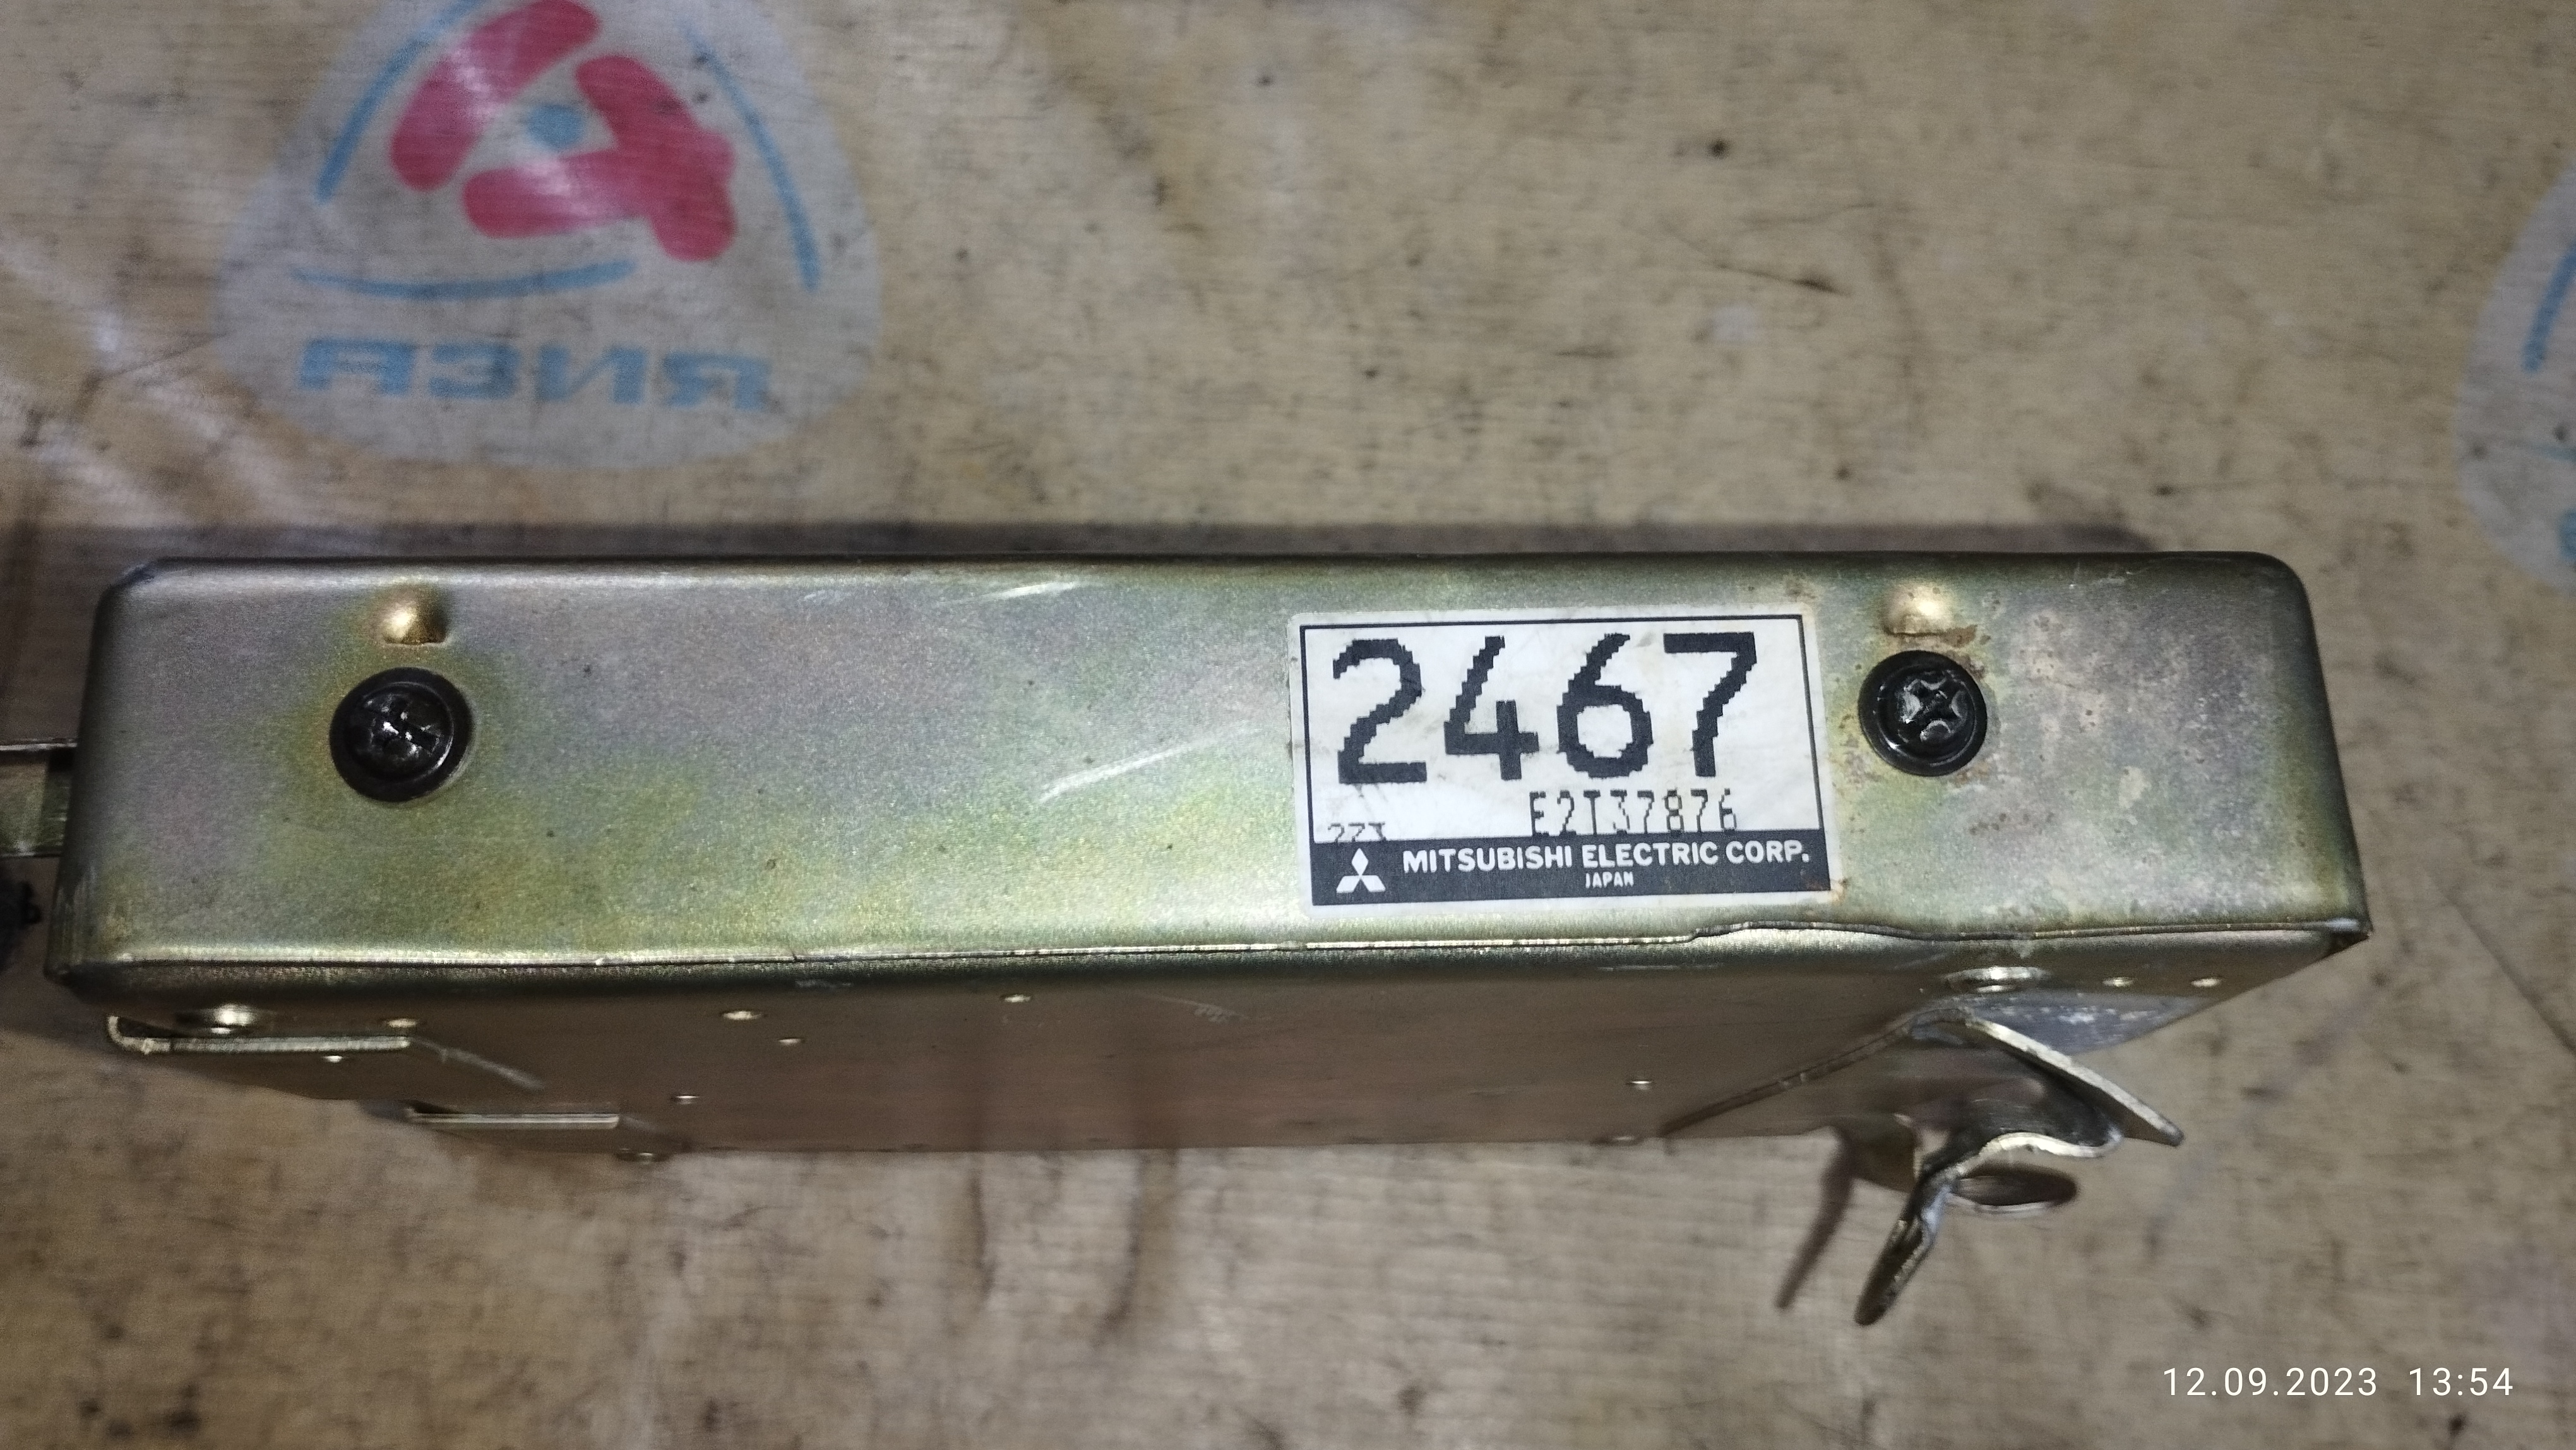 АЗИЯ
2467
E2T37876
MITSUBISHI ELECTRIC CORP.
JAPAN
12.09.2023 13:54